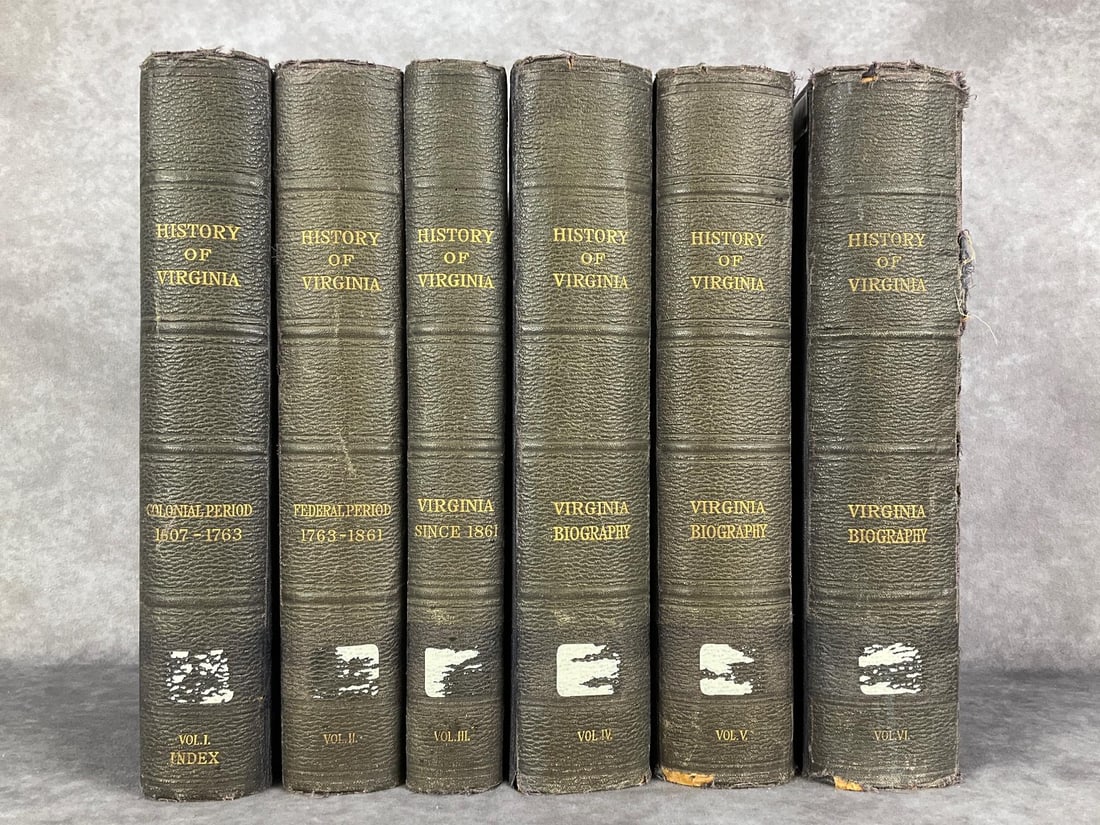 HISTORY
OF
VIRGINIA
COLONIAL PERIOD
1607-1763
VOL.I.
INDEX
HISTORY
OF
VIRGINIA
FEDERAL PERIOD
1763-1861
VOL.II.
HISTORY
OF
VIRGINIA
VIRGINIA
SINCE 1861
VOL.III.
HISTORY
OF
VIRGINIA
VIRGINIA
BIOGRAPHY
VOL.IV.
HISTORY
OF
VIRGINIA
VIRGINIA
BIOGRAPHY
VOL.V.
HISTORY
OF
VIRGINIA
VIRGINIA
BIOGRAPHY
VOL.VI.